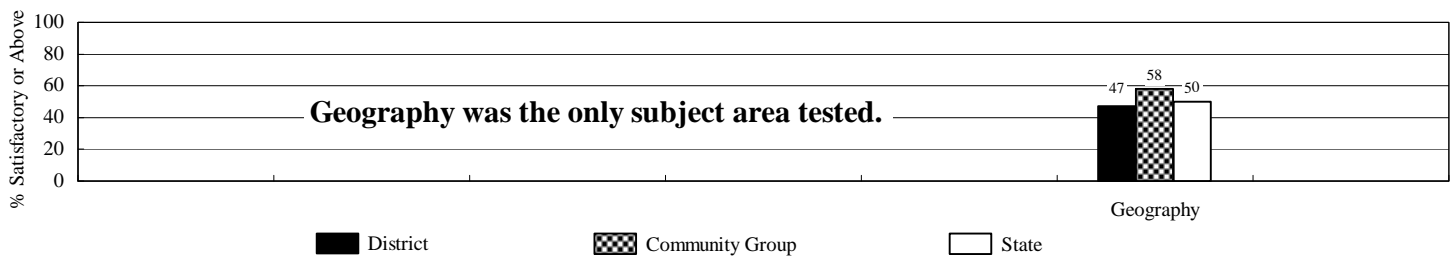 % Satisfactory or Above
100
80
60
40
20
0
Geography was the only subject area tested.
47
58
50
Geography
District
Community Group
State